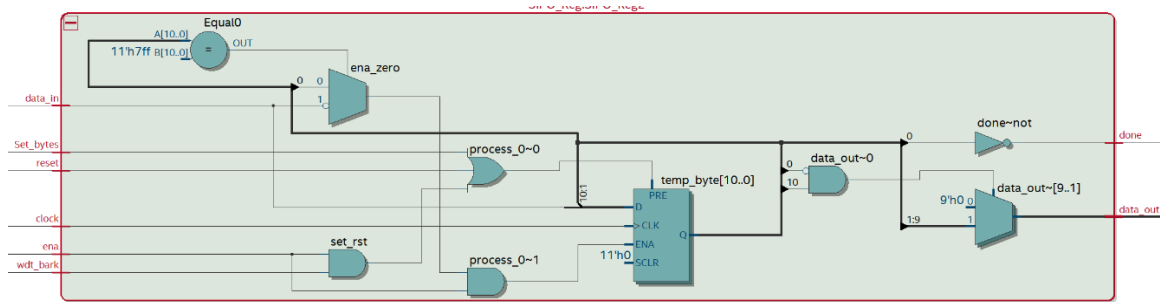 Equal0
A[10..0]
OUT
11'h7ff B[10..0]
=
ena_zero
0 0
data_in
1
done~not
Set_bytes
process_0~0
0
done
reset
data_out~0
0
temp_byte[10..0]
10:1
PRE
10
data_out~[9..1]
D
9'h0 0
data_out
clock
CLK
1:9
1
Q
set_rst
ena
ENA
process_0~1
11'h0
wdt_bark
SCLR